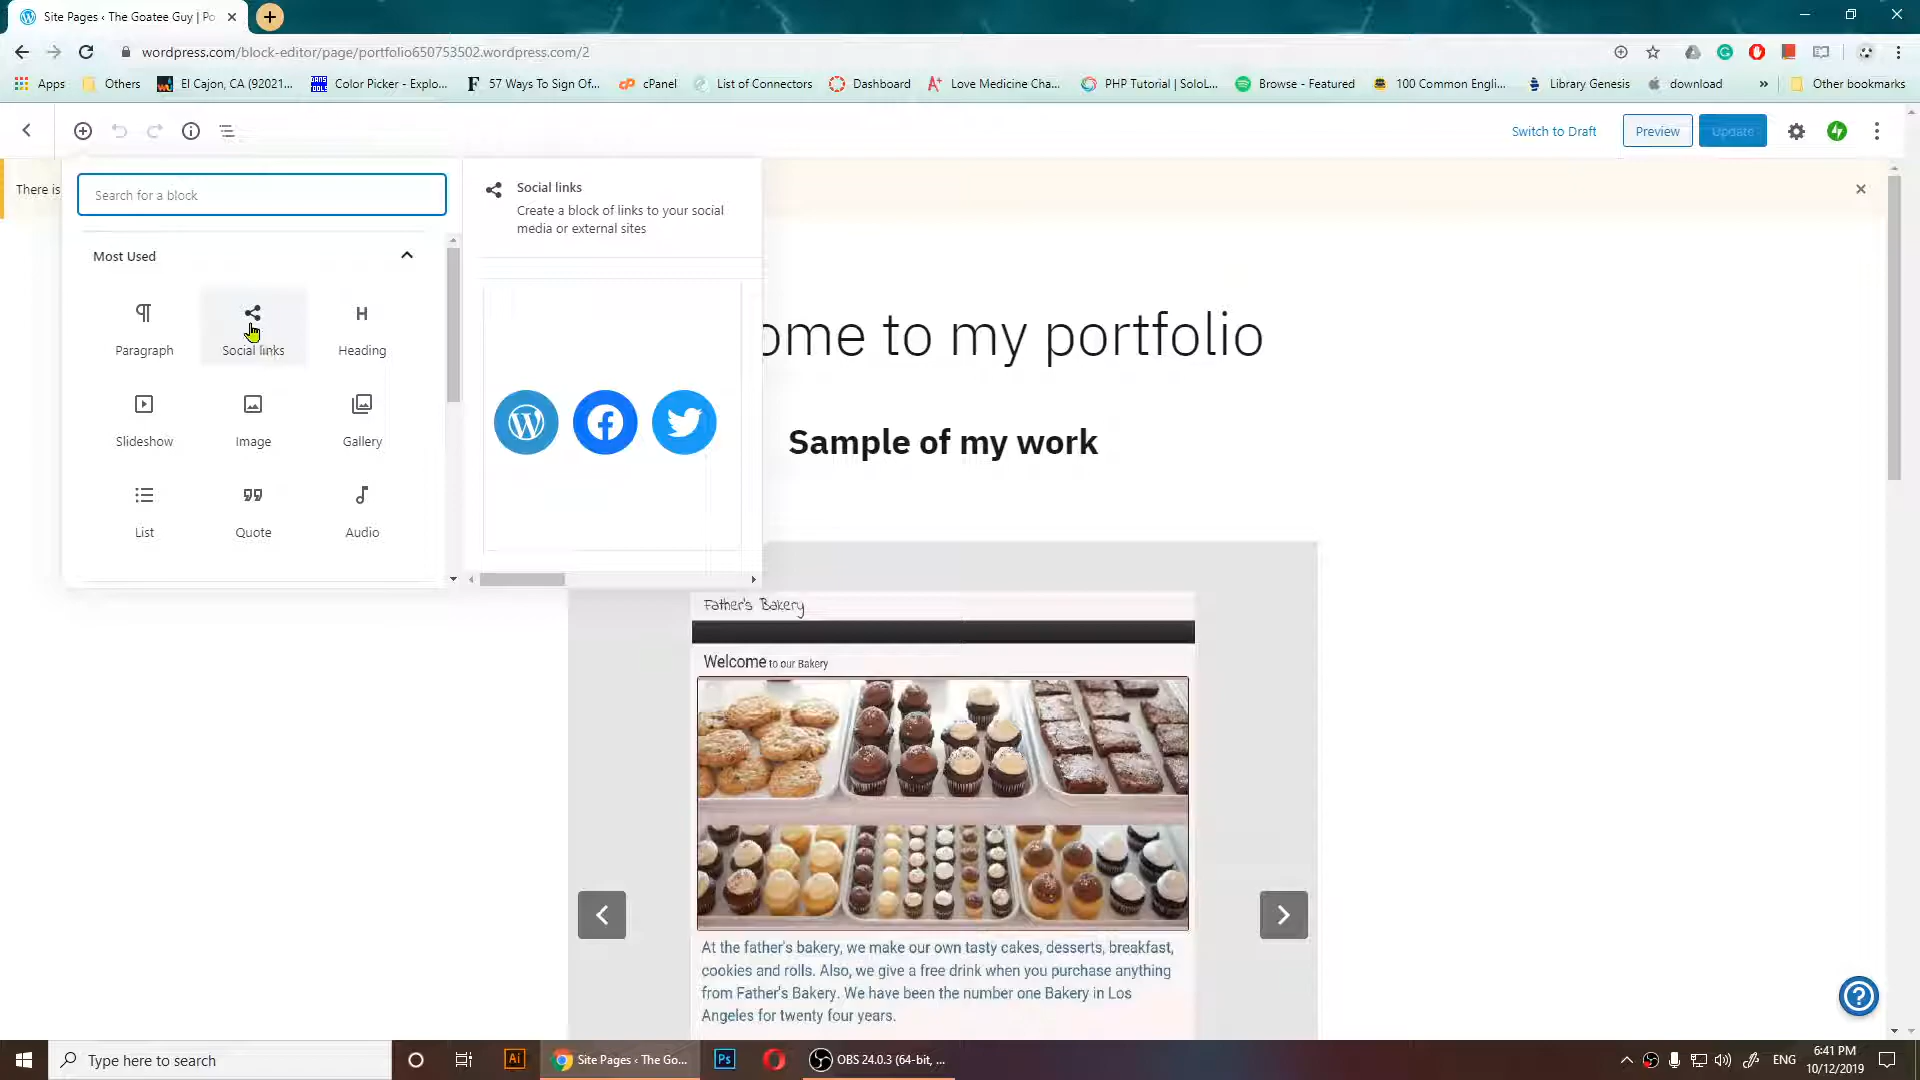 Site Pages ‹ The Goatee Guy | Po
wordpress.com/block-editor/page/portfolio650753502.wordpress.com/2
Apps
Others
El Cajon, CA (92021...
Color Picker - Explo...
57 Ways To Sign Of...
cPanel
List of Connectors
Dashboard
Love Medicine Cha...
PHP Tutorial | SoloL...
Browse - Featured
100 Common Engli...
Library Genesis
download
»
Other bookmarks
Switch to Draft
Preview
Update
There is
Search for a block
Most Used
Paragraph
Social links
Heading
Slideshow
Image
Gallery
List
Quote
Audio
Social links
Create a block of links to your social
media or external sites
ome to my portfolio
Sample of my work
Father's Bakery
Welcome to our Bakery
At the father's bakery, we make our own tasty cakes, desserts, breakfast,
cookies and rolls. Also, we give a free drink when you purchase anything
from Father's Bakery. We have been the number one Bakery in Los
Angeles for twenty four years.
Type here to search
Ai
Site Pages ‹ The Go...
Ps
OBS 24.0.3 (64-bit, ...
ENG
6:41 PM
10/12/2019